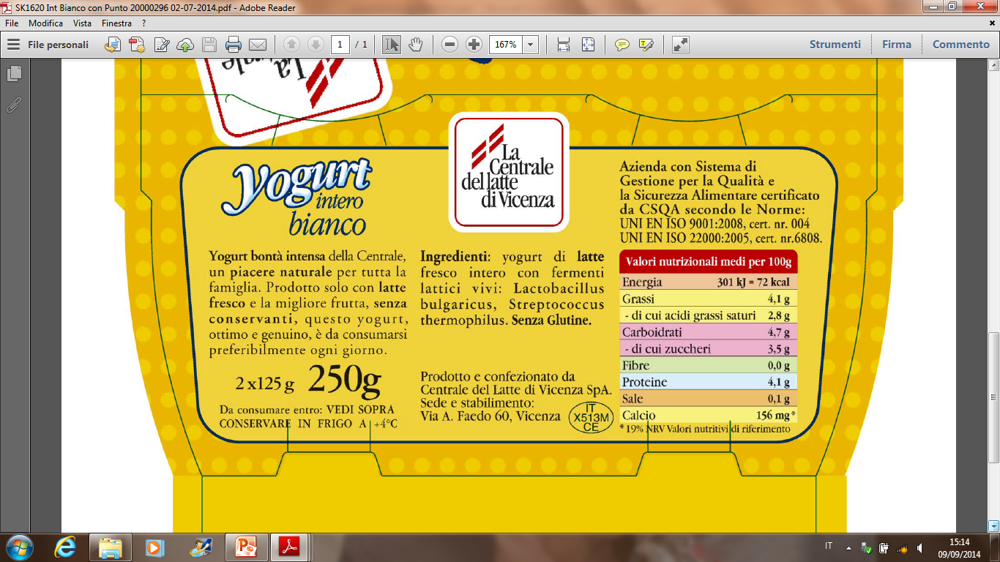 SK1620 Int Bianco con Punto 20000296 02-07-2014.pdf - Adobe Reader
File Modifica Vista Finestra ?
File personali 1 / 1 167% Strumenti Firma Commento
La
Centrale
del latte
di Vicenza
Yogurt
intero
bianco
Yogurt bontà intensa della Centrale,
un piacere naturale per tutta la
famiglia. Prodotto solo con latte
fresco e la migliore frutta, senza
conservanti, questo yogurt,
ottimo e genuino, è da consumarsi
preferibilmente ogni giorno.
2 x125 g 250g
Da consumare entro: VEDI SOPRA
CONSERVARE IN FRIGO A +4°C
Ingredienti: yogurt di latte
fresco intero con fermenti
lattici vivi: Lactobacillus
bulgaricus, Streptococcus
thermophilus. Senza Glutine.
Prodotto e confezionato da
Centrale del Latte di Vicenza SpA.
Sede e stabilimento:
Via A. Faedo 60, Vicenza
IT
X513M
CE
Azienda con Sistema di
Gestione per la Qualità e
la Sicurezza Alimentare certificato
da CSQA secondo le Norme:
UNI EN ISO 9001:2008, cert. nr. 004
UNI EN ISO 22000:2005, cert. nr.6808.
Valori nutrizionali medi per 100g
Energia 301 kJ = 72 kcal
Grassi 4,1 g
- di cui acidi grassi saturi 2,8 g
Carboidrati 4,7 g
- di cui zuccheri 3,5 g
Fibre 0,0 g
Proteine 4,1 g
Sale 0,1 g
Calcio 156 mg*
* 19% NRV Valori nutritivi di riferimento
IT
15:14
09/09/2014